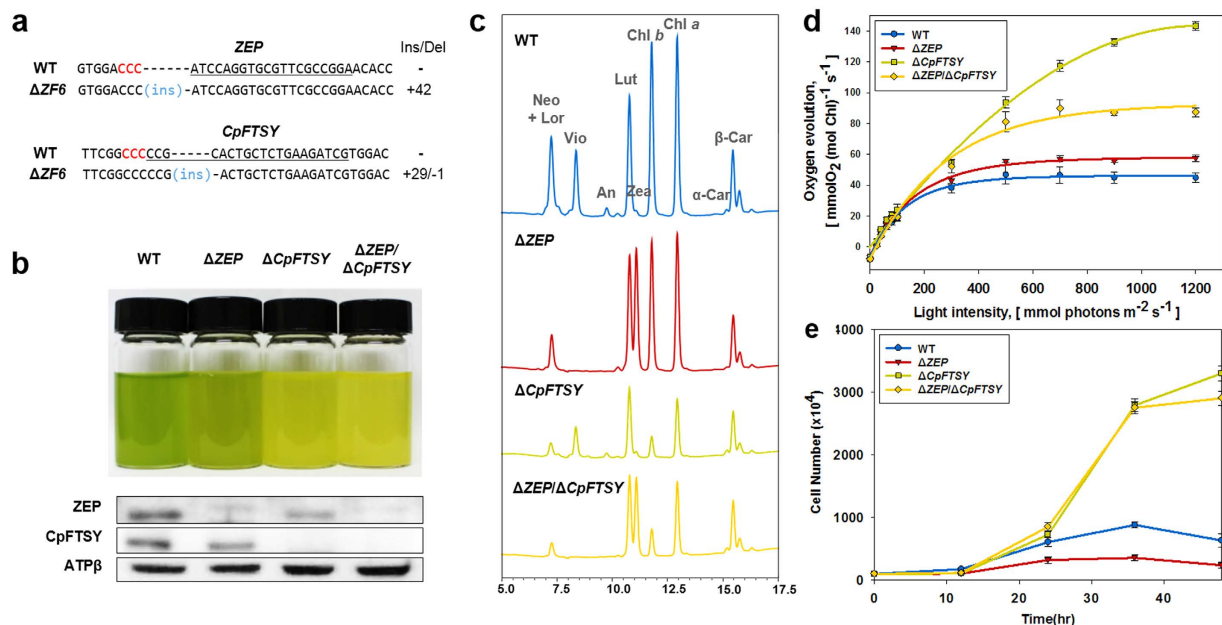 a
ZEP Ins/Del
WT GTGGACCC------ATCCAGGTGCGTTCGCCGGAACACC -
ΔZF6 GTGGACCC(ins)-ATCCAGGTGCGTTCGCCGGAACACC +42
CpFTSY
WT TTCGGCCCCCG-----CACTGCTCTGAAGATCGTGGAC -
ΔZF6 TTCGGCCCCCG(ins)-ACTGCTCTGAAGATCGTGGAC +29/-1
b
WT ΔZEP ΔCpFTSY ΔZEP/
ΔCpFTSY
ZEP
CpFTSY
ATPβ
c
WT
Neo
+ Lor
Vio
An
Lut
Zea
Chl b
Chl a
α-Car
β-Car
ΔZEP
ΔCpFTSY
ΔZEP/ΔCpFTSY
5.0 7.5 10.0 12.5 15.0 17.5
d
WT
ΔZEP
ΔCpFTSY
ΔZEP/ΔCpFTSY
Oxygen evolution,
[ mmolO2 (mol Chl)-1 s-1 ]
160
140
120
100
80
60
40
20
0
0 200 400 600 800 1000 1200
Light intensity, [ mmol photons m-2 s-1 ]
e
WT
ΔZEP
ΔCpFTSY
ΔZEP/ΔCpFTSY
Cell Number (x104)
4000
3000
2000
1000
0
0 10 20 30 40
Time(hr)